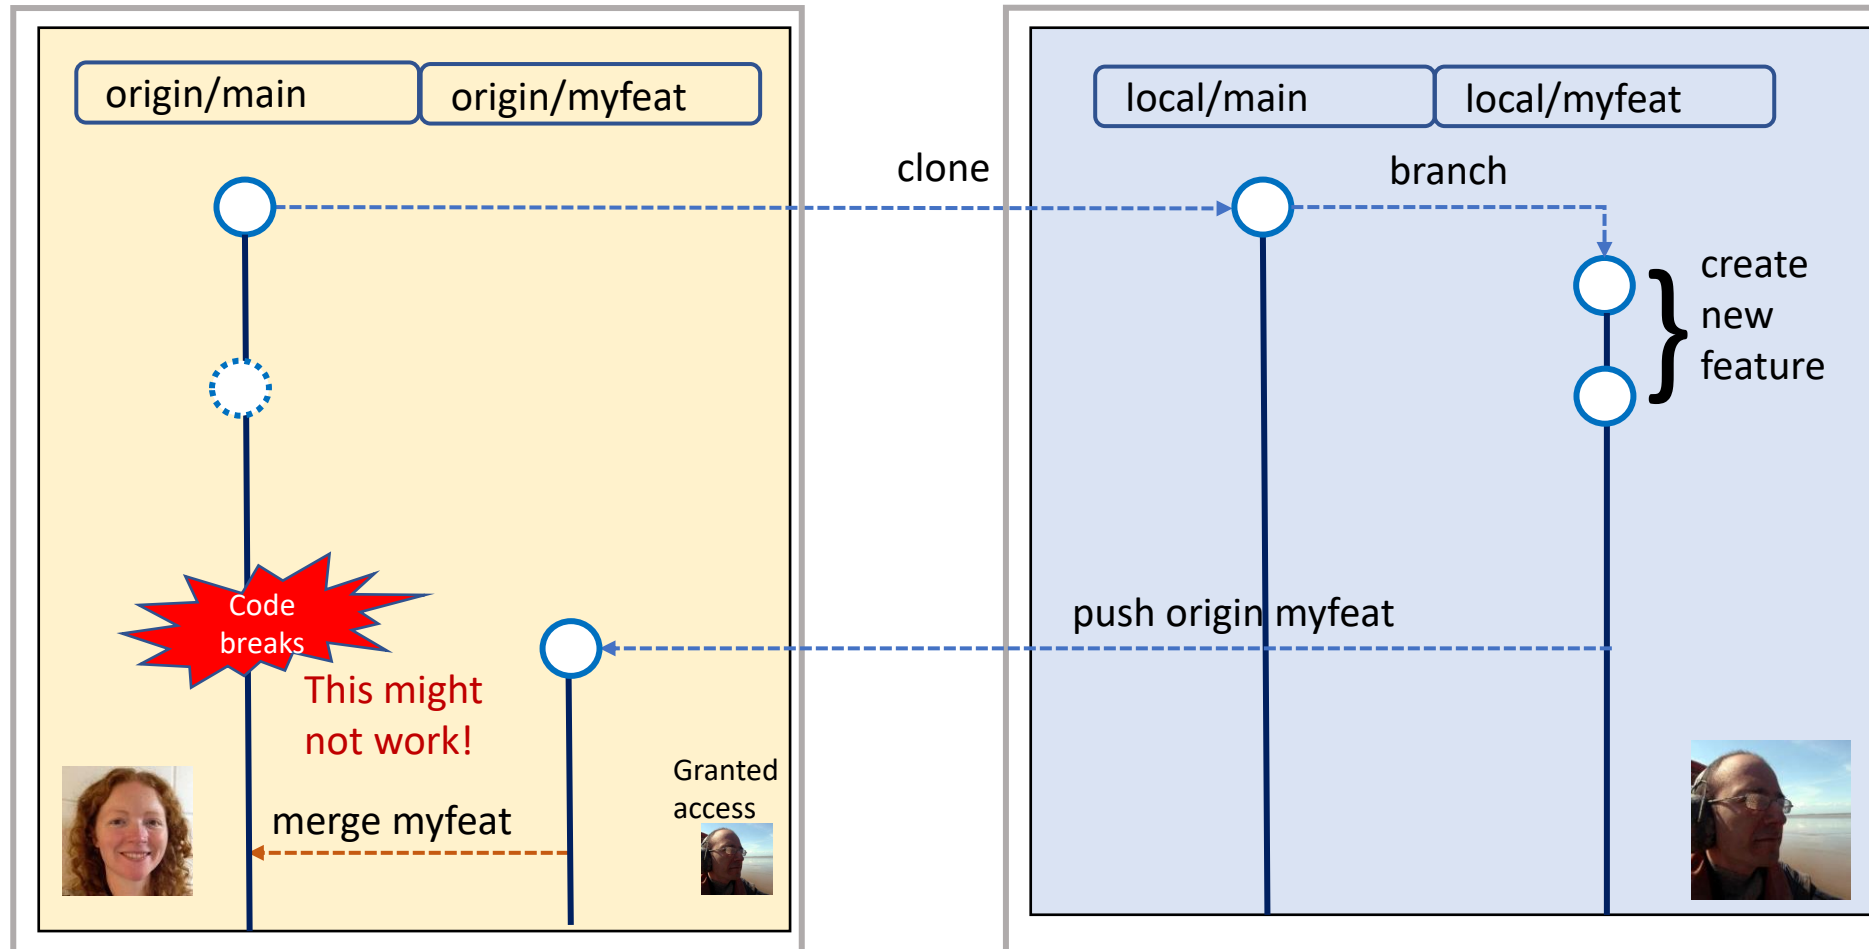 origin/main
origin/myfeat
local/main
local/myfeat
clone
branch
create
new
feature
Code
breaks
push origin myfeat
This might
not work!
Granted
access
merge myfeat